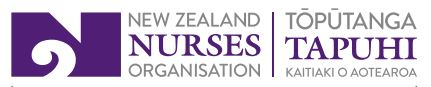 NEW ZEALAND
NURSES
ORGANISATION
TŌPŪTANGA
TAPUHI
KAITIAKI O AOTEAROA